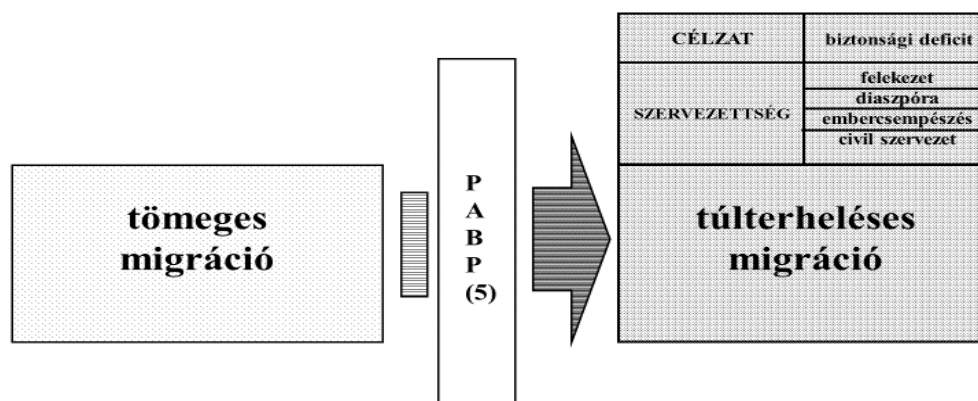 CÉLZAT
biztonsági deficit
SZERVEZETTSÉG
felekezet
diaszpóra
embercsempészés
civil szervezet
tömeges
migráció
P
A
B
P
(5)
túlterheléses
migráció